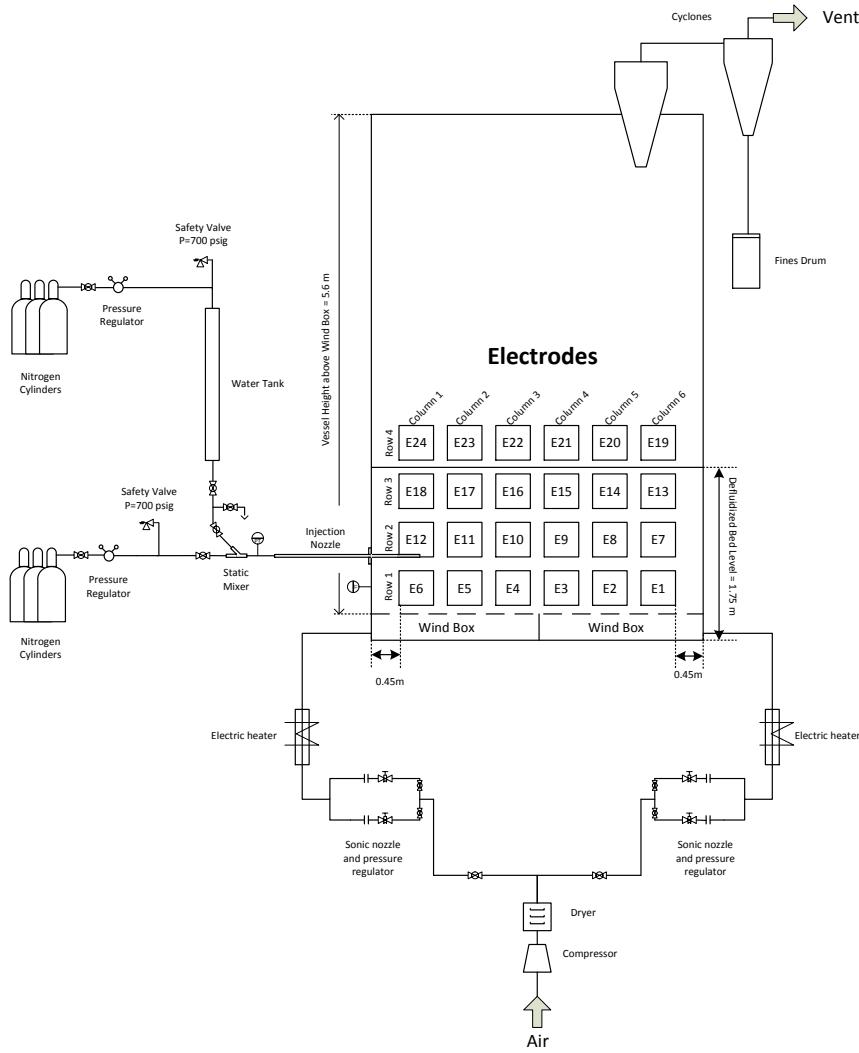 Cyclones
Vent
Safety Valve
P=700 psig
Fines Drum
Pressure
Regulator
Nitrogen
Cylinders
Water Tank
Vessel Height above Wind Box = 5.6 m
Electrodes
Column 1
Column 2
Column 3
Column 4
Column 5
Column 6
Row 4
E24 E23 E22 E21 E20 E19
Row 3
E18 E17 E16 E15 E14 E13
Row 2
E12 E11 E10 E9 E8 E7
Row 1
E6 E5 E4 E3 E2 E1
Defluidized Bed Level = 1.75 m
Safety Valve
P=700 psig
Injection
Nozzle
Pressure
Regulator
Static
Mixer
Nitrogen
Cylinders
Wind Box
Wind Box
0.45m
0.45m
Electric heater
Electric heater
Sonic nozzle
and pressure
regulator
Sonic nozzle
and pressure
regulator
Dryer
Compressor
Air